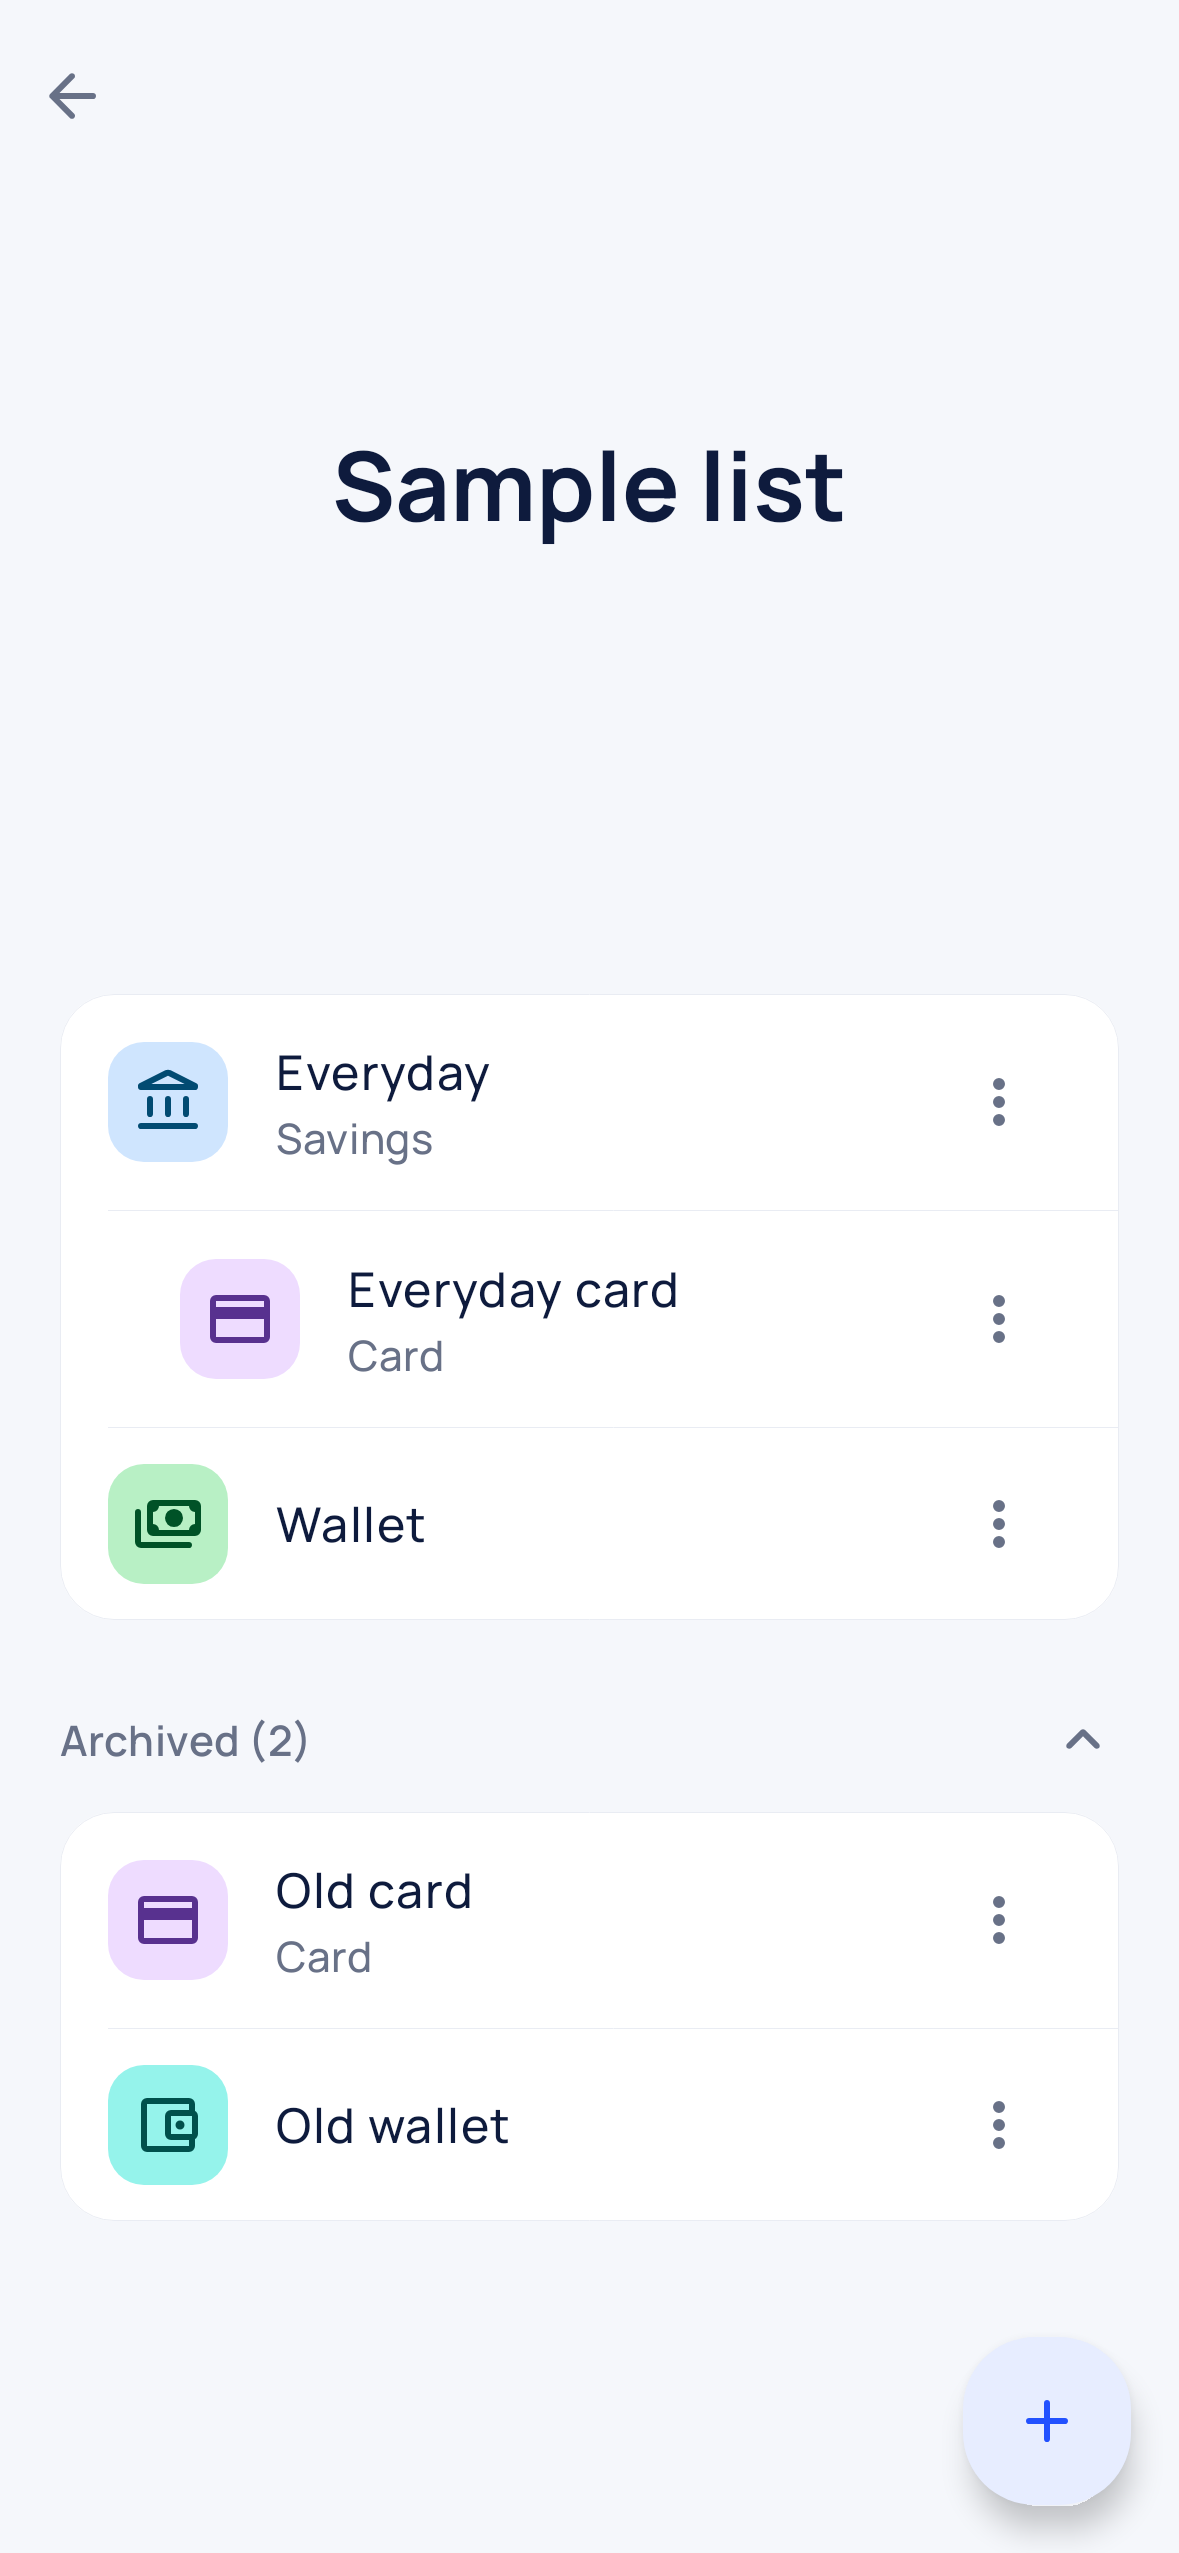 Sample list
Everyday
Savings
Everyday card
Card
Wallet
Archived (2)
Old card
Card
Old wallet